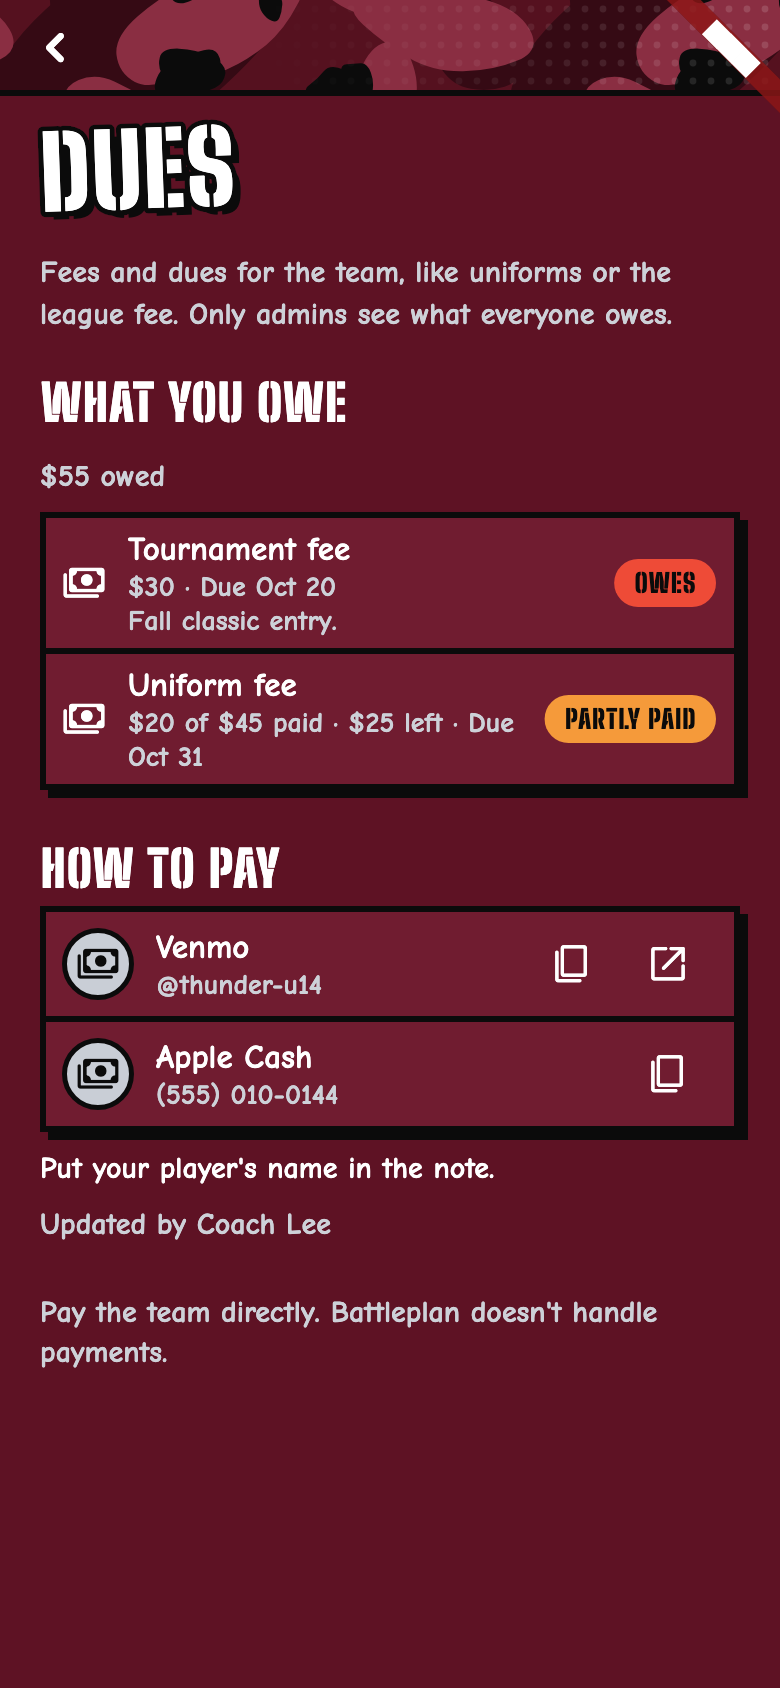 DUES
Fees and dues for the team, like uniforms or the
league fee. Only admins see what everyone owes.
WHAT YOU OWE
$55 owed
Tournament fee
$30 · Due Oct 20
Fall classic entry.
OWES
Uniform fee
$20 of $45 paid · $25 left · Due
Oct 31
PARTLY PAID
HOW TO PAY
Venmo
@thunder-u14
Apple Cash
(555) 010-0144
Put your player's name in the note.
Updated by Coach Lee
Pay the team directly. Battleplan doesn't handle
payments.